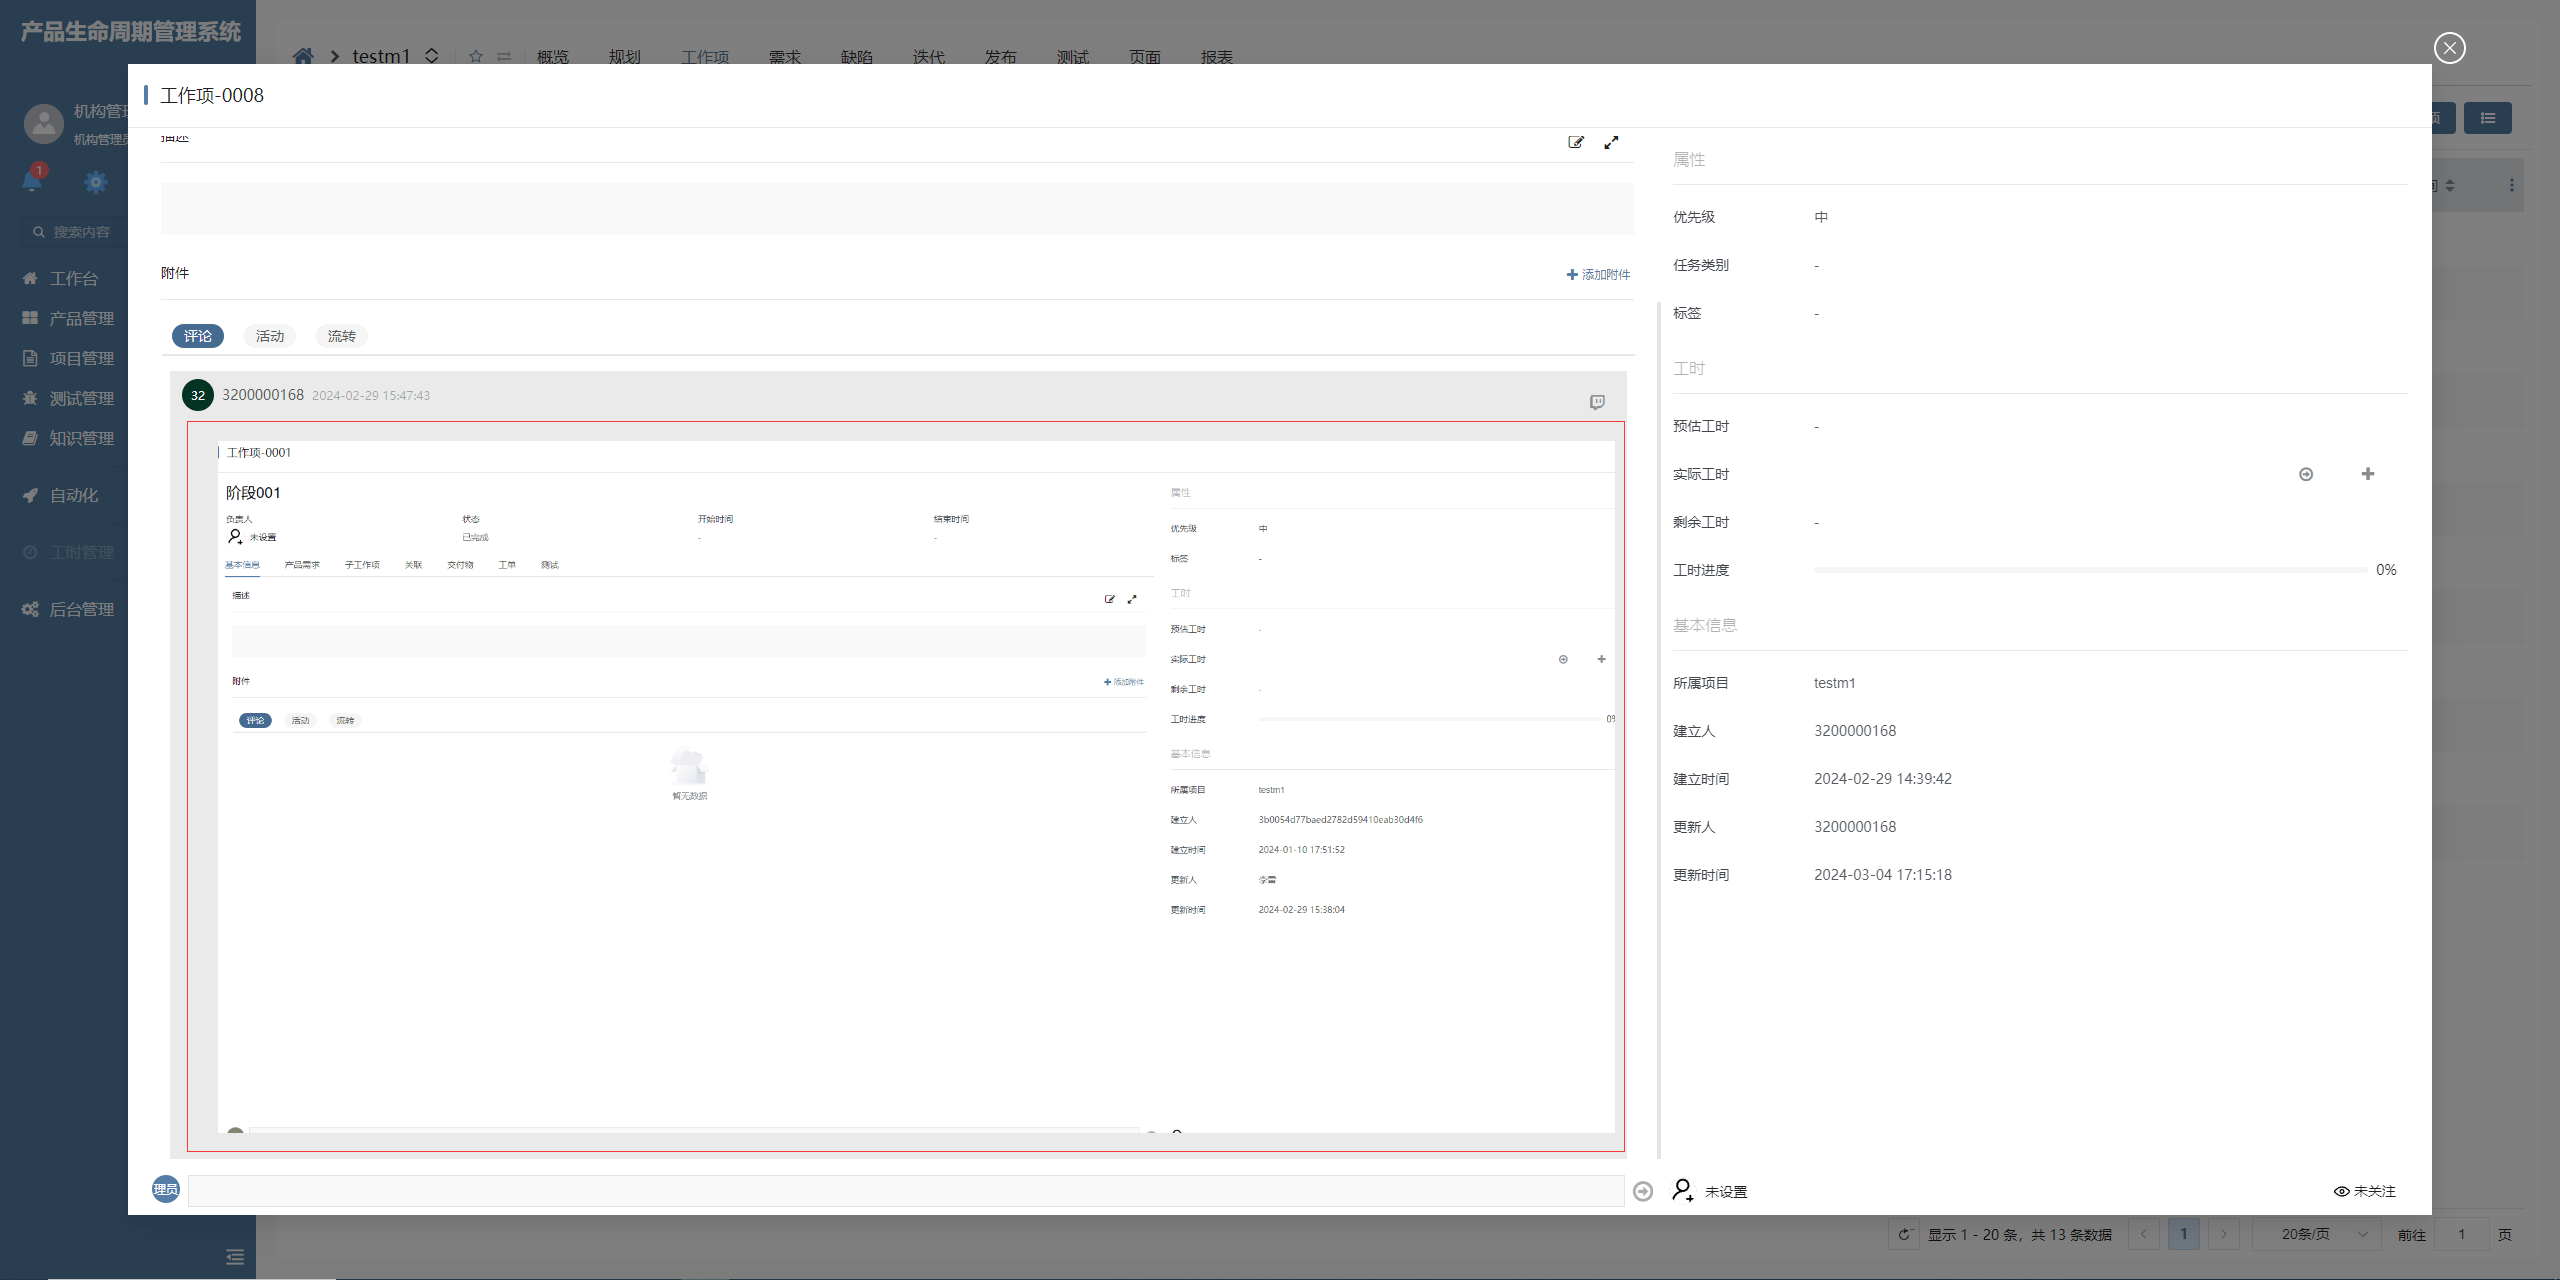 产品生命周期管理系统
testm1
概览
规划
工作项
需求
缺陷
迭代
发布
测试
页面
报表
机构管理
机构管理员
1
搜索内容
工作台
产品管理
项目管理
测试管理
知识管理
自动化
工时管理
后台管理
工作项-0008
描述
附件
添加附件
评论
活动
流转
32
3200000168 2024-02-29 15:47:43
工作项-0001
阶段001
负责人
状态
开始时间
结束时间
未设置
已完成
-
-
基本信息
产品需求
子工作项
关联
交付物
工单
测试
描述
附件
添加附件
评论
活动
流转
暂无数据
属性
优先级 中
标签 -
工时
预估工时 -
实际工时
剩余工时 -
工时进度 0%
基本信息
所属项目 testm1
建立人 3b0054d77baed2782d59410eab30d4f6
建立时间 2024-01-10 17:51:52
更新人 李雷
更新时间 2024-02-29 15:38:04
理员
属性
优先级 中
任务类别 -
标签 -
工时
预估工时 -
实际工时
剩余工时 -
工时进度 0%
基本信息
所属项目 testm1
建立人 3200000168
建立时间 2024-02-29 14:39:42
更新人 3200000168
更新时间 2024-03-04 17:15:18
未设置
未关注
显示 1 - 20 条，共 13 条数据
1
20条/页
前往 1 页